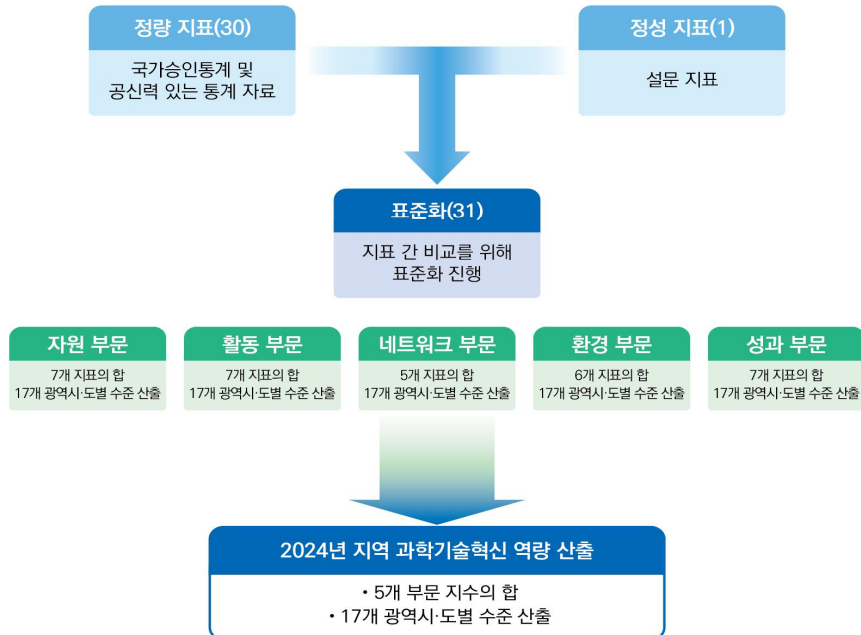 정량 지표(30)
국가승인통계 및
공신력 있는 통계 자료
정성 지표(1)
설문 지표
표준화(31)
지표 간 비교를 위해
표준화 진행
자원 부문
7개 지표의 합
17개 광역시·도별 수준 산출
활동 부문
7개 지표의 합
17개 광역시·도별 수준 산출
네트워크 부문
5개 지표의 합
17개 광역시·도별 수준 산출
환경 부문
6개 지표의 합
17개 광역시·도별 수준 산출
성과 부문
7개 지표의 합
17개 광역시·도별 수준 산출
2024년 지역 과학기술혁신 역량 산출
• 5개 부문 지수의 합
• 17개 광역시·도별 수준 산출